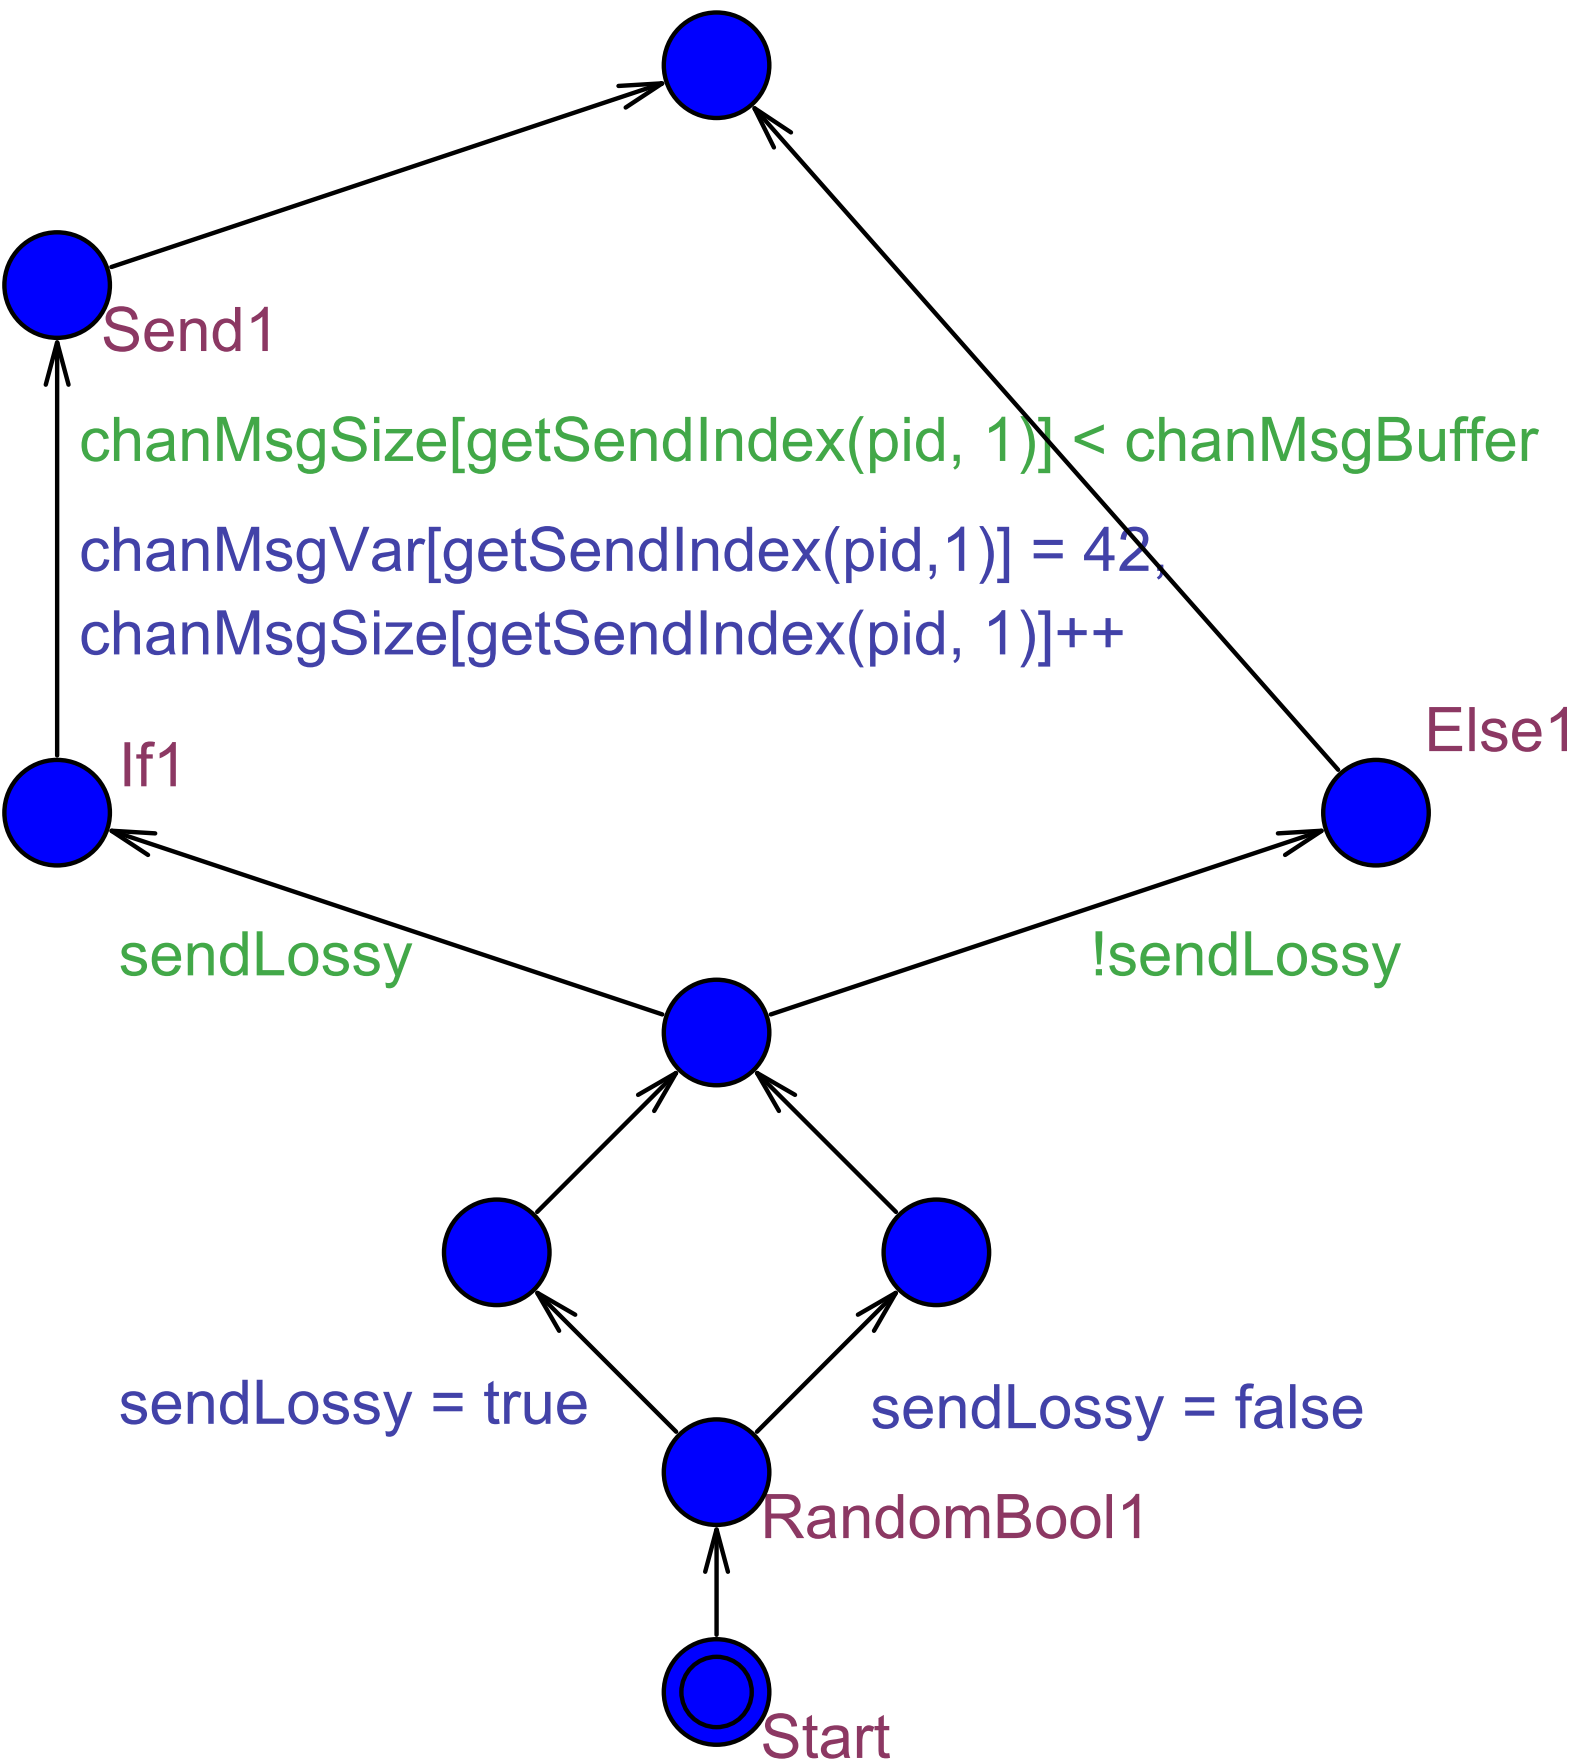 Send1
chanMsgSize[getSendIndex(pid, 1)] < chanMsgBuffer
chanMsgVar[getSendIndex(pid,1)] = 42,
chanMsgSize[getSendIndex(pid, 1)]++
If1
Else1
sendLossy
!sendLossy
sendLossy = true
sendLossy = false
RandomBool1
Start